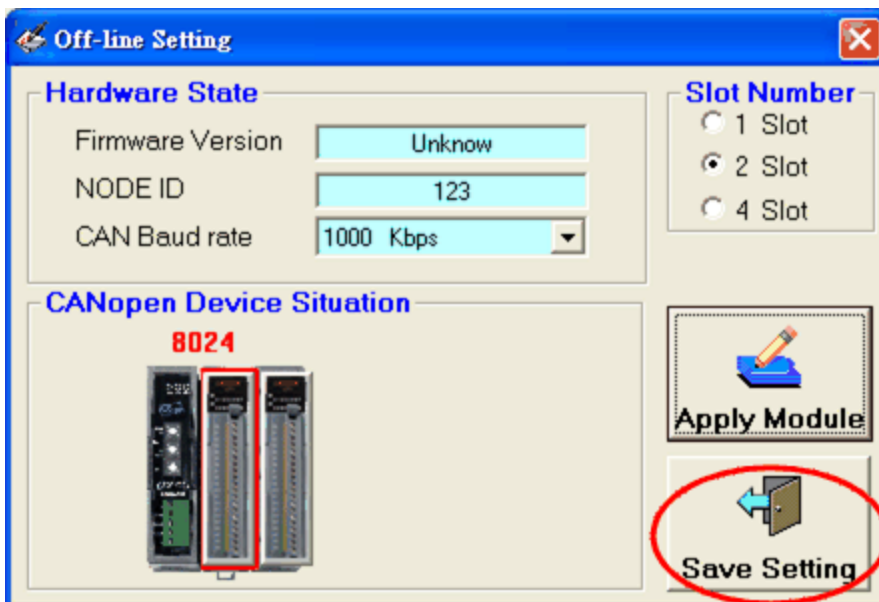 Off-line Setting
Hardware State
Firmware Version Unknow
NODE ID 123
CAN Baud rate 1000 Kbps
Slot Number
1 Slot
2 Slot
4 Slot
CANopen Device Situation
8024
Apply Module
Save Setting